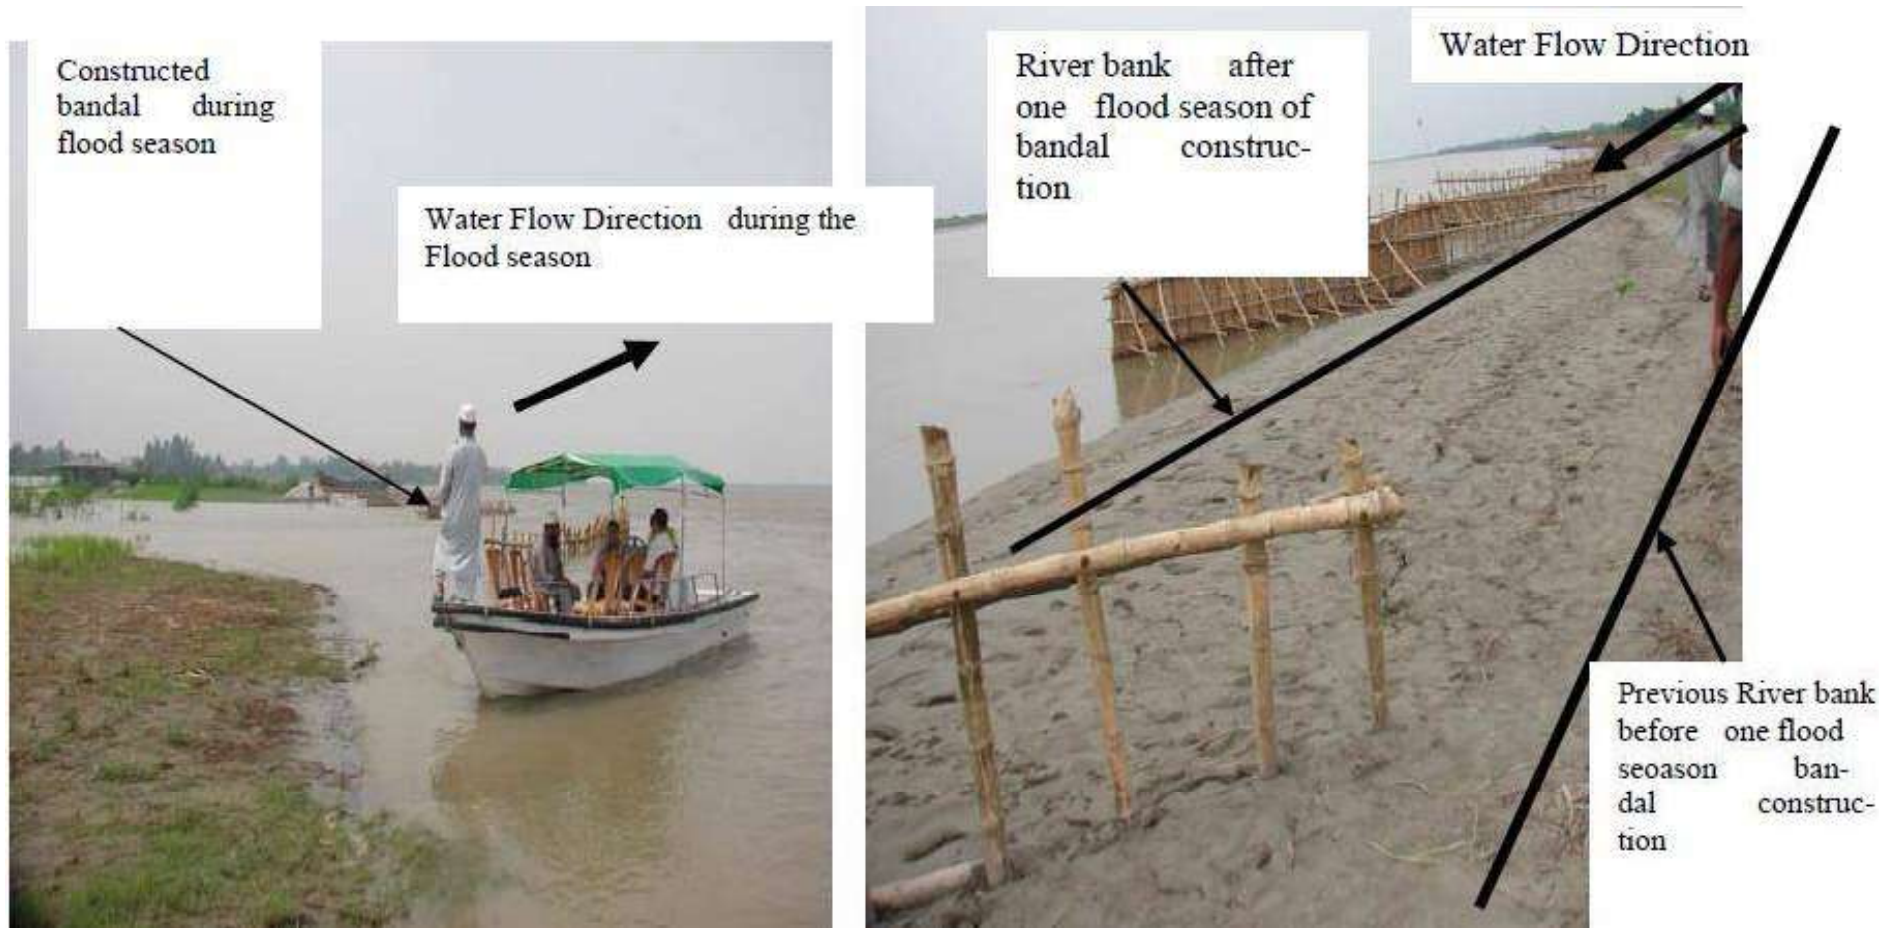 Constructed
bandal during
flood season
Water Flow Direction during the
Flood season
River bank after
one flood season of
bandal construc-
tion
Water Flow Direction
Previous River bank
before one flood
seoason ban-
dal construc-
tion